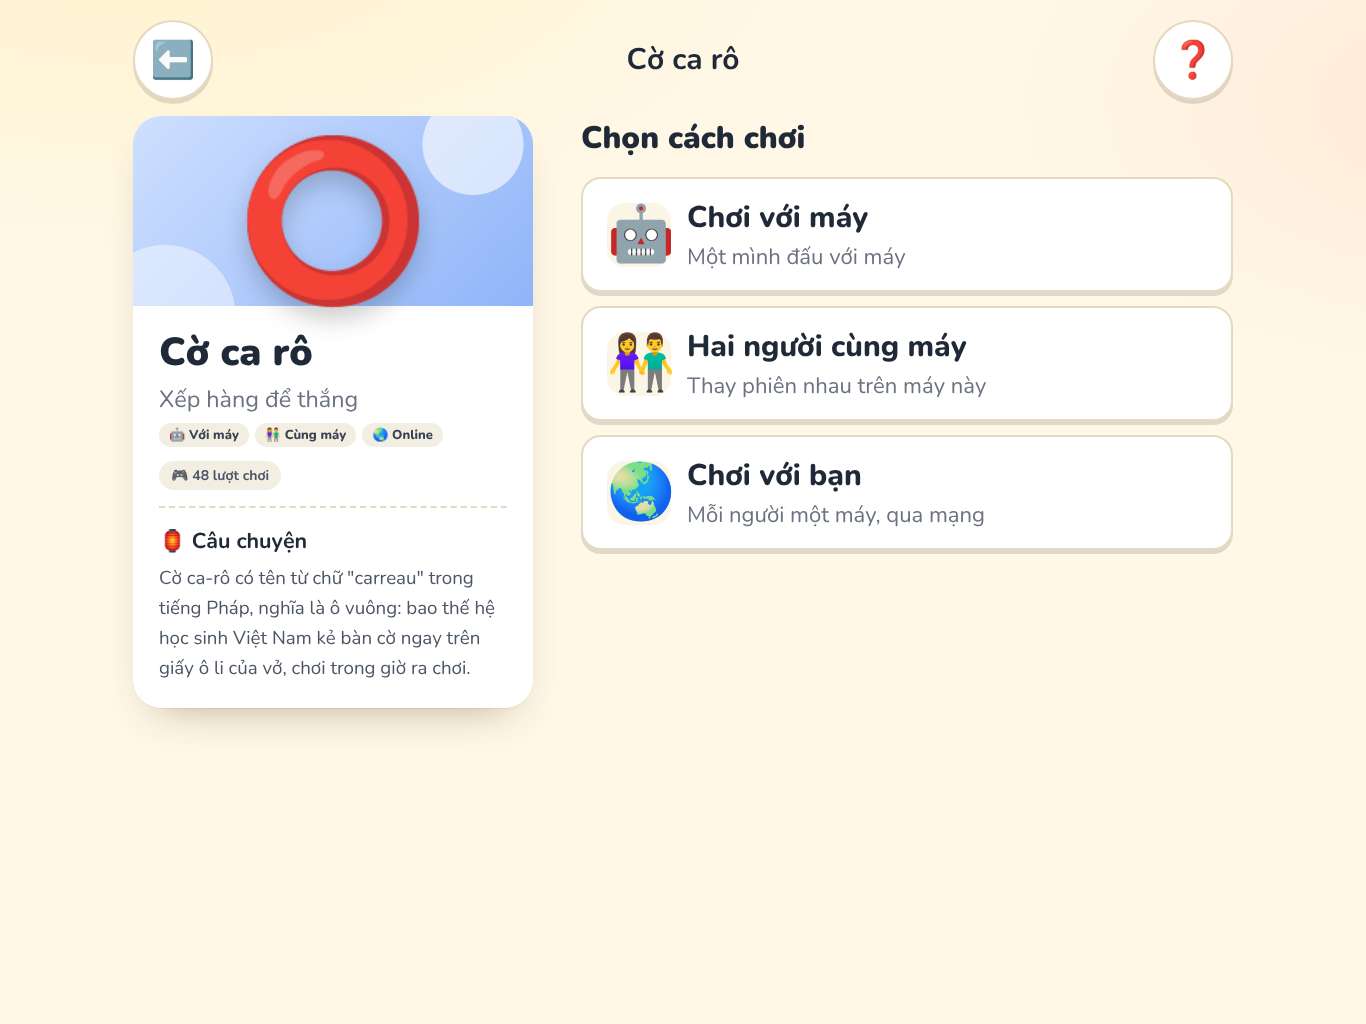 Cờ ca rô
Cờ ca rô
Xếp hàng để thắng
Với máy
Cùng máy
Online
48 lượt chơi
Câu chuyện
Cờ ca-rô có tên từ chữ "carreau" trong
tiếng Pháp, nghĩa là ô vuông: bao thế hệ
học sinh Việt Nam kẻ bàn cờ ngay trên
giấy ô li của vở, chơi trong giờ ra chơi.
Chọn cách chơi
Chơi với máy
Một mình đấu với máy
Hai người cùng máy
Thay phiên nhau trên máy này
Chơi với bạn
Mỗi người một máy, qua mạng